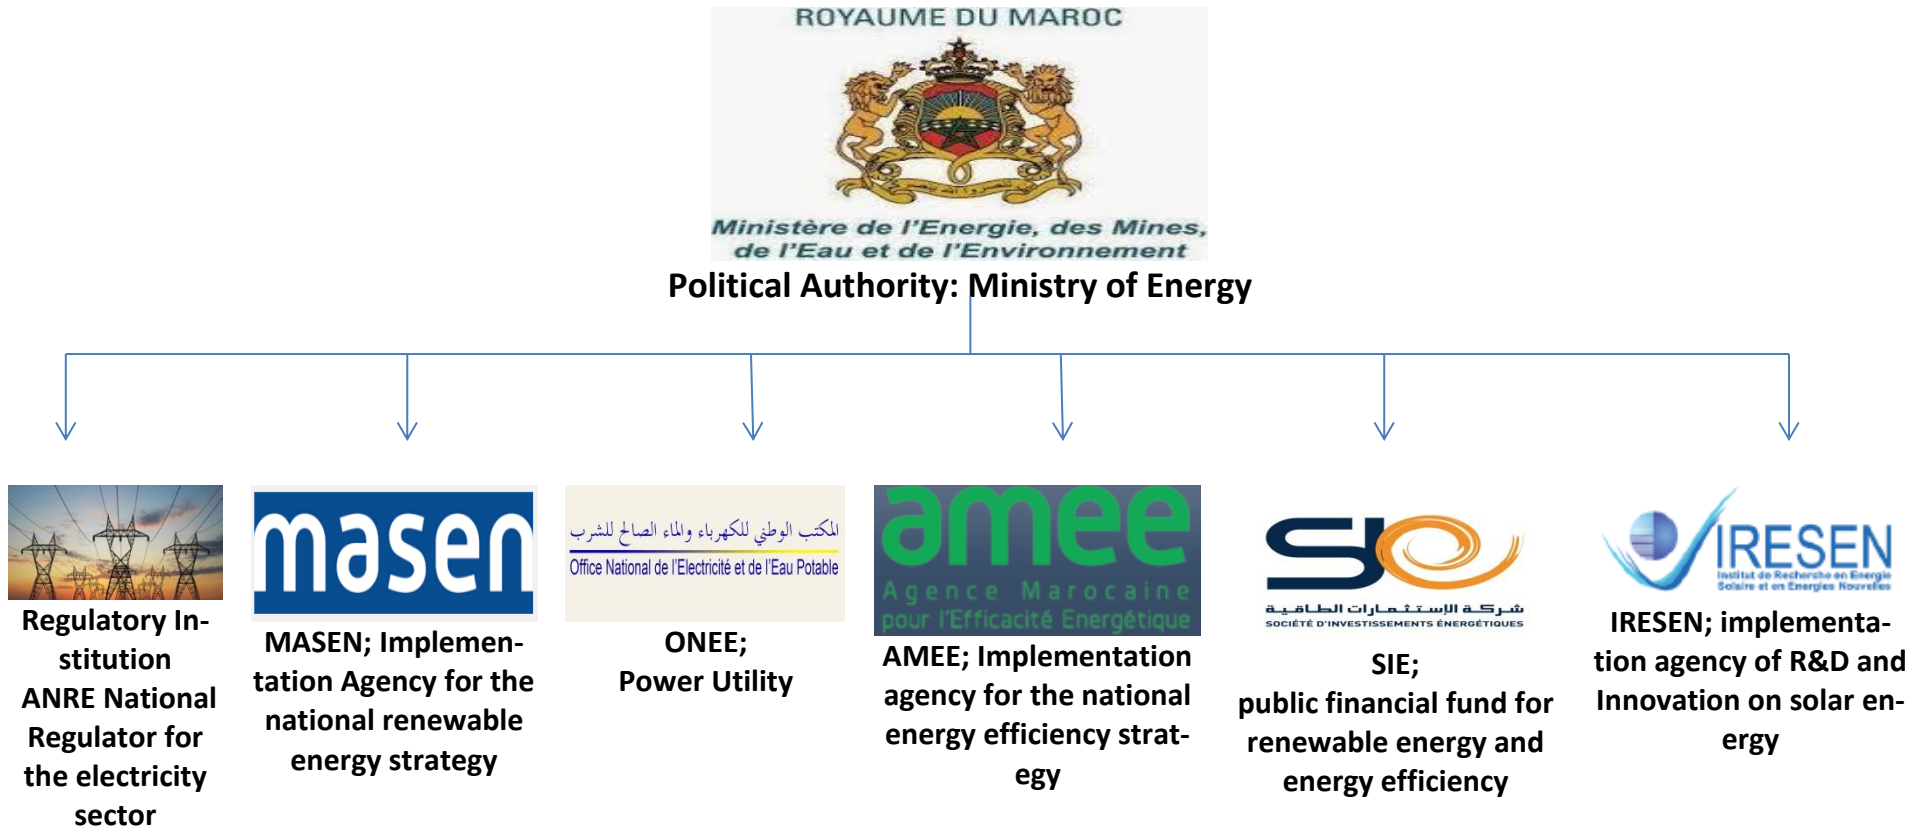 ROYAUME DU MAROC
Ministère de l'Energie, des Mines,
de l'Eau et de l'Environnement
Political Authority: Ministry of Energy
Regulatory In-
stitution
ANRE National
Regulator for
the electricity
sector
masen
MASEN; Implemen-
tation Agency for the
national renewable
energy strategy
المكتب الوطني للكهرباء والماء الصالح للشرب
Office National de l'Electricité et de l'Eau Potable
ONEE;
Power Utility
amee
Agence Marocaine
pour l'Efficacité Energétique
AMEE; Implementation
agency for the national
energy efficiency strat-
egy
SIE
شركة الإستثمارات الطاقية
SOCIÉTÉ D'INVESTISSEMENTS ÉNERGÉTIQUES
SIE;
public financial fund for
renewable energy and
energy efficiency
IRESEN
Institut de Recherche en Energie
Solaire et en Energies Nouvelles
IRESEN; implementa-
tion agency of R&D and
Innovation on solar en-
ergy